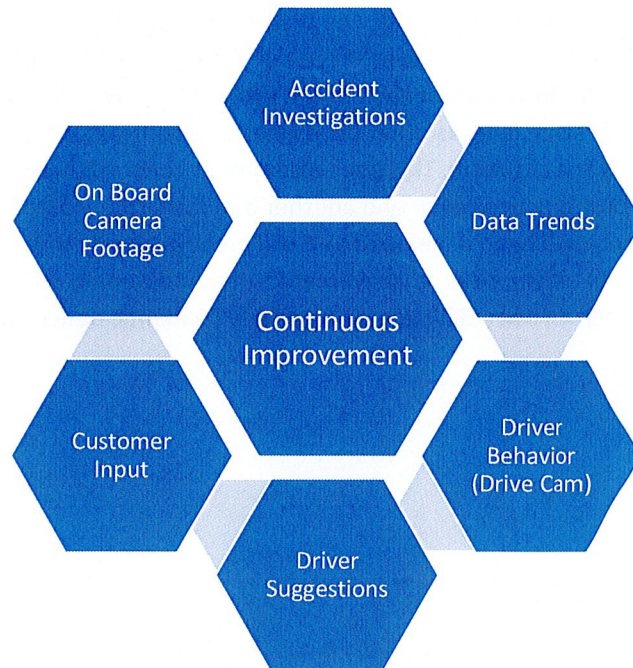 Accident
Investigations
On Board
Camera
Footage
Data Trends
Continuous
Improvement
Customer
Input
Driver
Behavior
(Drive Cam)
Driver
Suggestions